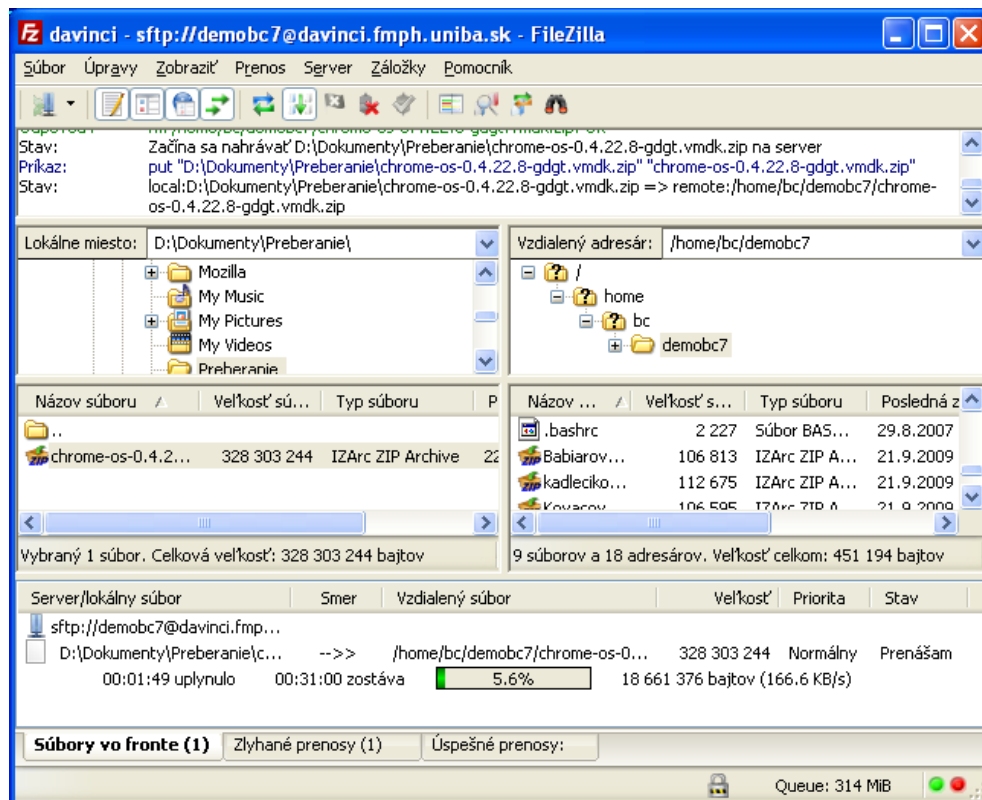 davinci - sftp://demobc7@davinci.fmph.uniba.sk - FileZilla
Súbor Úpravy Zobraziť Prenos Server Záložky Pomocník
Stav: Začína sa nahrávať D:\Dokumenty\Preberanie\chrome-os-0.4.22.8-gdgt.vmdk.zip na server
Príkaz: put "D:\Dokumenty\Preberanie\chrome-os-0.4.22.8-gdgt.vmdk.zip" "chrome-os-0.4.22.8-gdgt.vmdk.zip"
Stav: local:D:\Dokumenty\Preberanie\chrome-os-0.4.22.8-gdgt.vmdk.zip => remote:/home/bc/demobc7/chrome-
os-0.4.22.8-gdgt.vmdk.zip
Lokálne miesto: D:\Dokumenty\Preberanie\
Mozilla
My Music
My Pictures
My Videos
Preberanie
Vzdialený adresár: /home/bc/demobc7
/
home
bc
demobc7
Názov súboru Veľkosť sú... Typ súboru P
..
chrome-os-0.4.2... 328 303 244 IZArc ZIP Archive 22
Vybraný 1 súbor. Celková veľkosť: 328 303 244 bajtov
Názov ... Veľkosť s... Typ súboru Posledná z
.bashrc 2 227 Súbor BAS... 29.8.2007
Babiarov... 106 813 IZArc ZIP A... 21.9.2009
kadleciko... 112 675 IZArc ZIP A... 21.9.2009
Kovacov... 106 595 IZArc ZIP A... 21.9.2009
9 súborov a 18 adresárov. Veľkosť celkom: 451 194 bajtov
Server/lokálny súbor Smer Vzdialený súbor Veľkosť Priorita Stav
sftp://demobc7@davinci.fmp...
D:\Dokumenty\Preberanie\c... -->> /home/bc/demobc7/chrome-os-0... 328 303 244 Normálny Prenášam
00:01:49 uplynulo 00:31:00 zostáva 5.6% 18 661 376 bajtov (166.6 KB/s)
Súbory vo fronte (1) Zlyhané prenosy (1) Úspešné prenosy:
Queue: 314 MiB